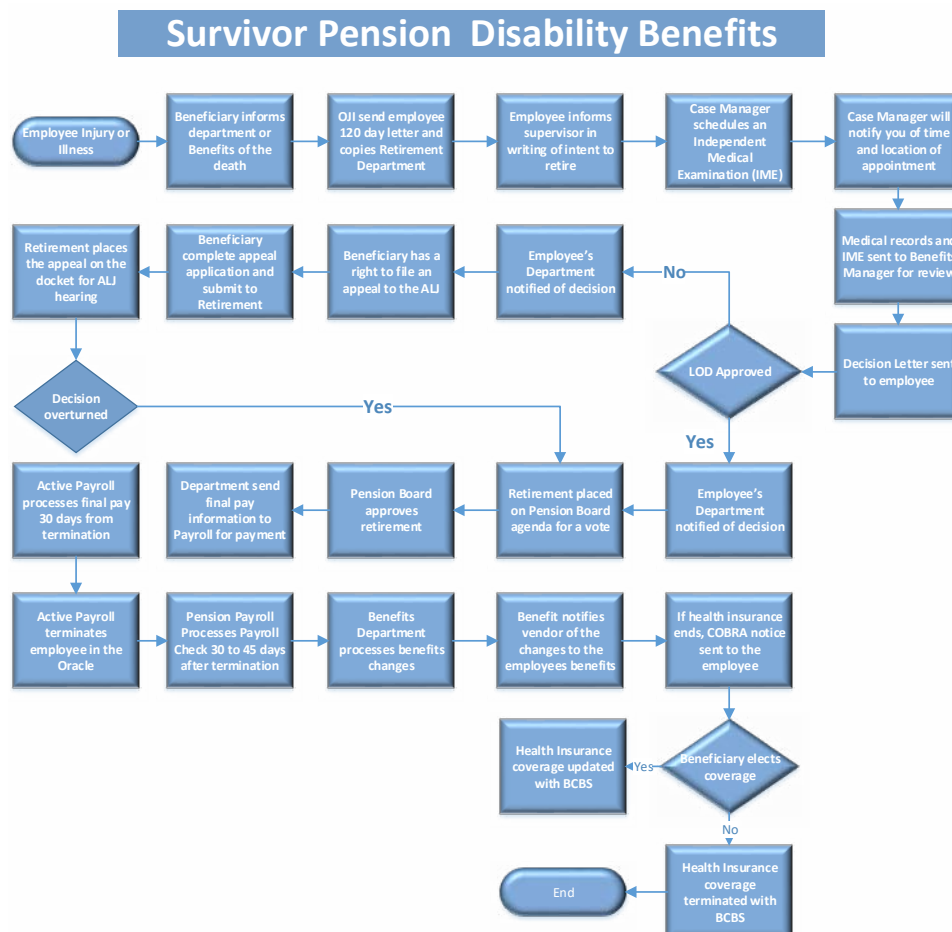 Survivor Pension  Disability Benefits
Employee Injury or
Illness
Beneficiary informs
department or
Benefits of the
death
OJI send employee
120 day letter and
copies Retirement
Department
Employee informs
supervisor in
writing of intent to
retire
Case Manager
schedules an
Independent
Medical
Examination (IME)
Case Manager will
notify you of time
and location of
appointment
Retirement places
the appeal on the
docket for ALJ
hearing
Beneficiary
complete appeal
application and
submit to
Retirement
Beneficiary has a
right to file an
appeal to the ALJ
Employee's
Department
notified of decision
No
Medical records and
IME sent to Benefits
Manager for review
Decision
overturned
Yes
LOD Approved
Decision Letter sent
to employee
Yes
Active Payroll
processes final pay
30 days from
termination
Department send
final pay
information to
Payroll for payment
Pension Board
approves
retirement
Retirement placed
on Pension Board
agenda for a vote
Employee's
Department
notified of decision
Active Payroll
terminates
employee in the
Oracle
Pension Payroll
Processes Payroll
Check 30 to 45 days
after termination
Benefits
Department
processes benefits
changes
Benefit notifies
vendor of the
changes to the
employees benefits
If health insurance
ends, COBRA notice
sent to the
employee
Health Insurance
coverage updated
with BCBS
Yes
Beneficiary elects
coverage
No
End
Health Insurance
coverage
terminated with
BCBS